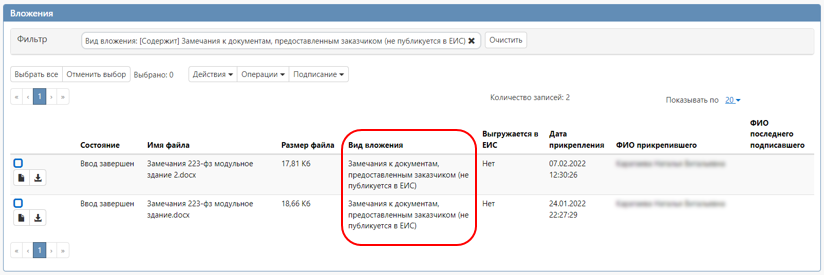 Вложения
Фильтр
Вид вложения: [Содержит] Замечания к документам, предоставленным заказчиком (не публикуется в ЕИС) ✖ Очистить
Выбрать все Отменить выбор Выбрано: 0 Действия Операции Подписание
« ‹ 1 › »
Количество записей: 2 Показывать по 20
Состояние Имя файла Размер файла Вид вложения Выгружается в ЕИС Дата прикрепления ФИО прикрепившего ФИО последнего подписавшего
Ввод завершен Замечания 223-фз модульное здание 2.docx 17,81 Кб Замечания к документам, предоставленным заказчиком (не публикуется в ЕИС) Нет 07.02.2022 12:30:26
Ввод завершен Замечания 223-фз модульное здание.docx 18,66 Кб Замечания к документам, предоставленным заказчиком (не публикуется в ЕИС) Нет 24.01.2022 22:27:29
« ‹ 1 › »